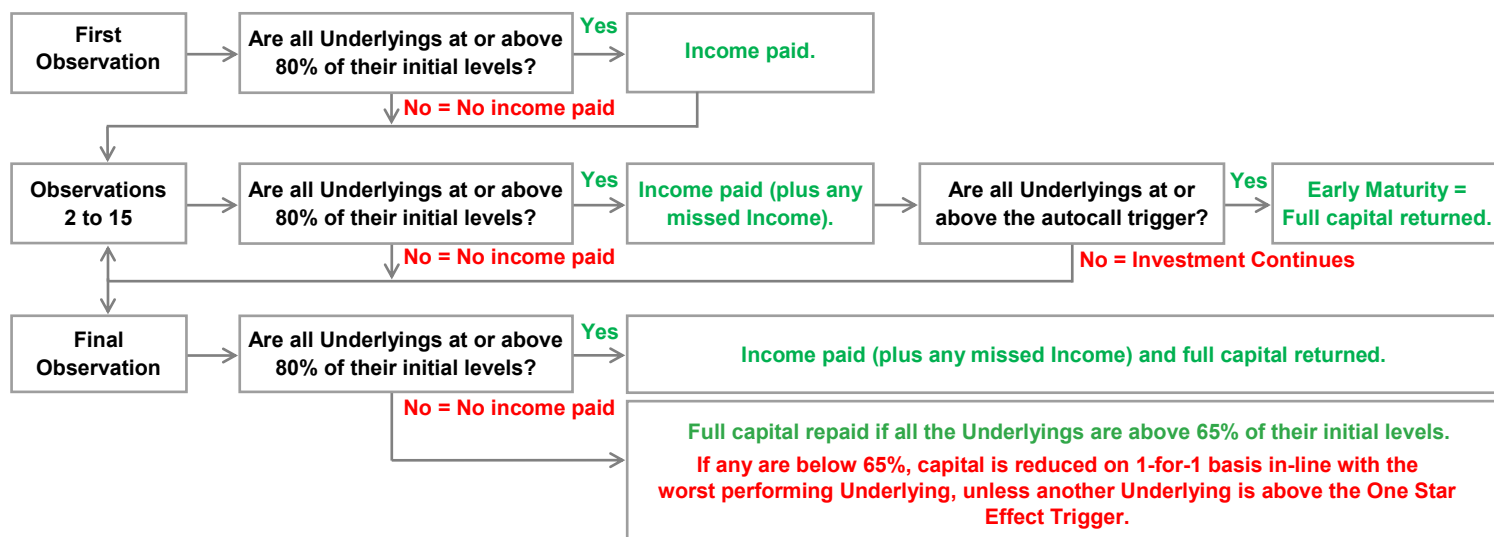 First
Observation
Are all Underlyings at or above
80% of their initial levels?
Yes
Income paid.
No = No income paid
Observations
2 to 15
Are all Underlyings at or above
80% of their initial levels?
Yes
Income paid (plus any
missed Income).
Are all Underlyings at or
above the autocall trigger?
Yes
Early Maturity =
Full capital returned.
No = No income paid
No = Investment Continues
Final
Observation
Are all Underlyings at or above
80% of their initial levels?
Yes
Income paid (plus any missed Income) and full capital returned.
No = No income paid
Full capital repaid if all the Underlyings are above 65% of their initial levels.
If any are below 65%, capital is reduced on 1-for-1 basis in-line with the
worst performing Underlying, unless another Underlying is above the One Star
Effect Trigger.